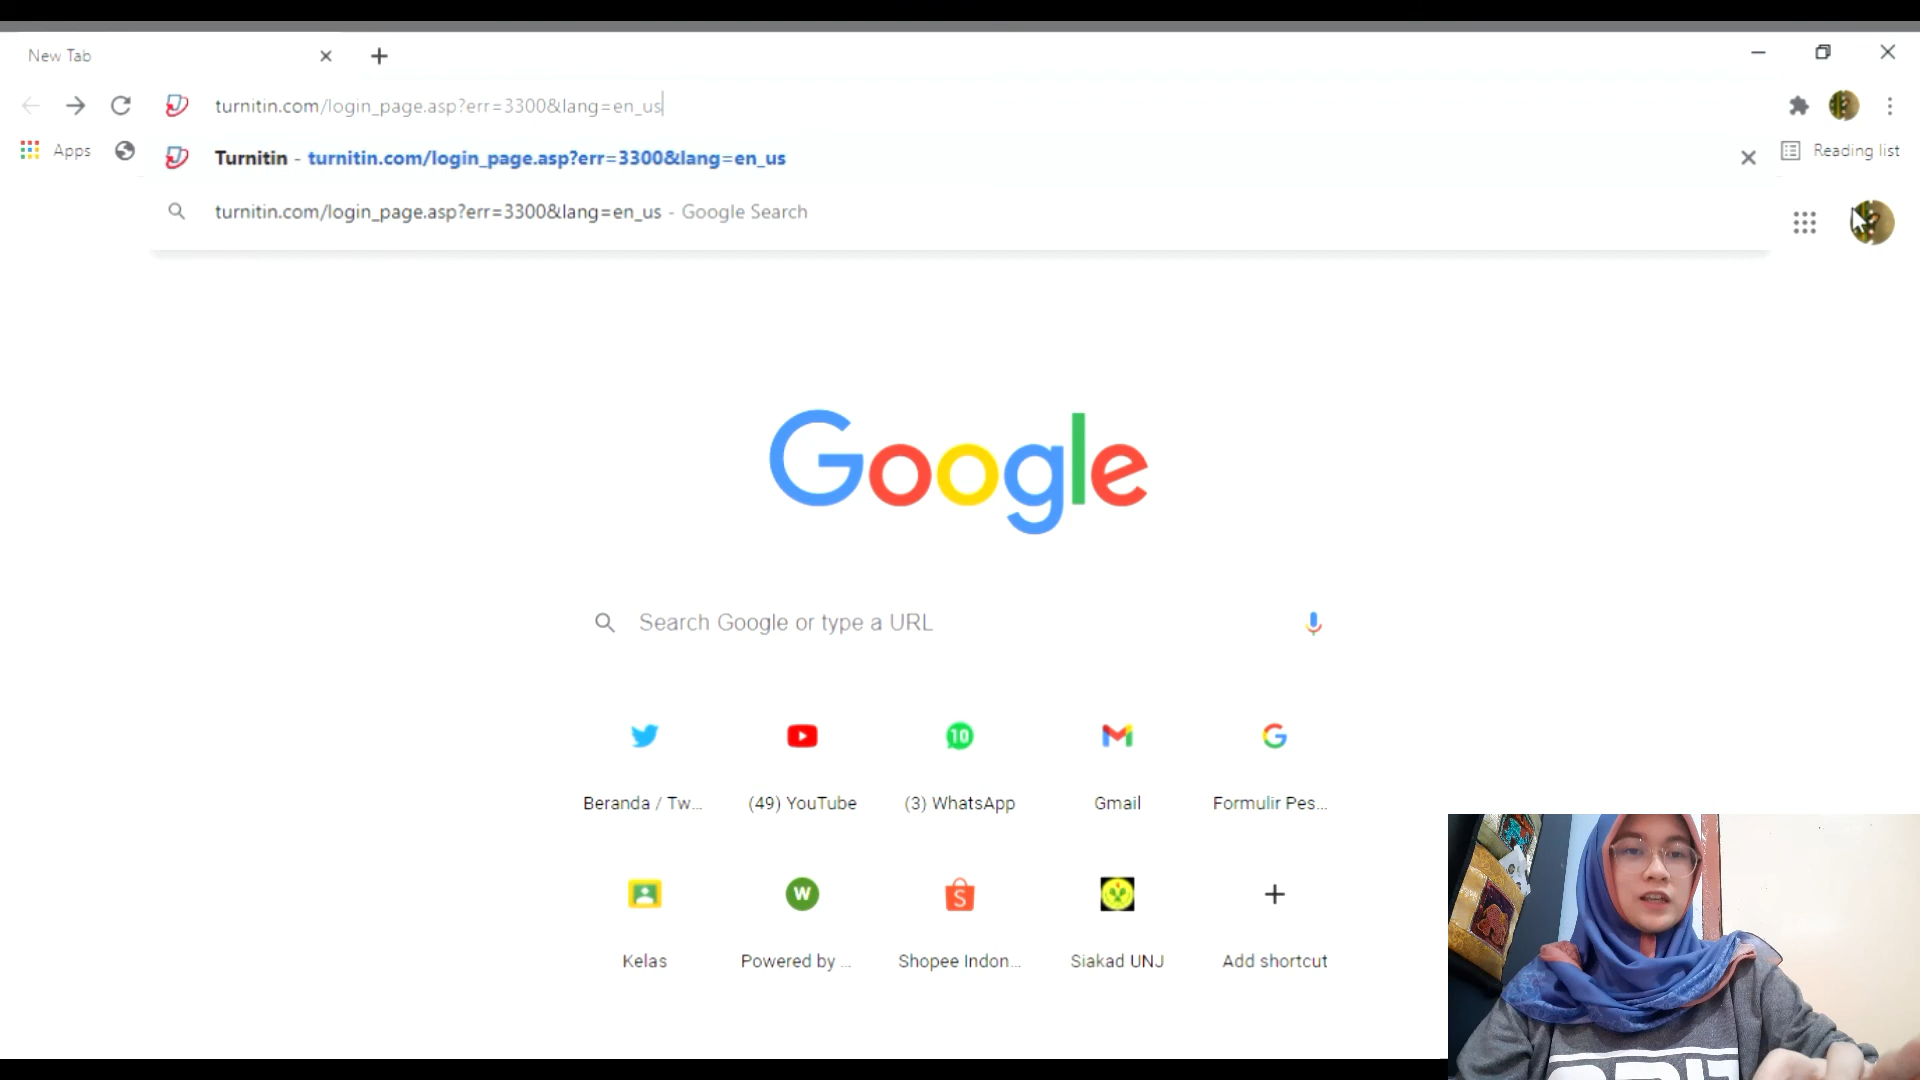 New Tab
turnitin.com/login_page.asp?err=3300&lang=en_us
Apps
Turnitin - turnitin.com/login_page.asp?err=3300&lang=en_us
Reading list
turnitin.com/login_page.asp?err=3300&lang=en_us - Google Search
Google
Search Google or type a URL
10
Beranda / Tw...
(49) YouTube
(3) WhatsApp
Gmail
Formulir Pes...
W
S
Kelas
Powered by ...
Shopee Indon...
Siakad UNJ
Add shortcut